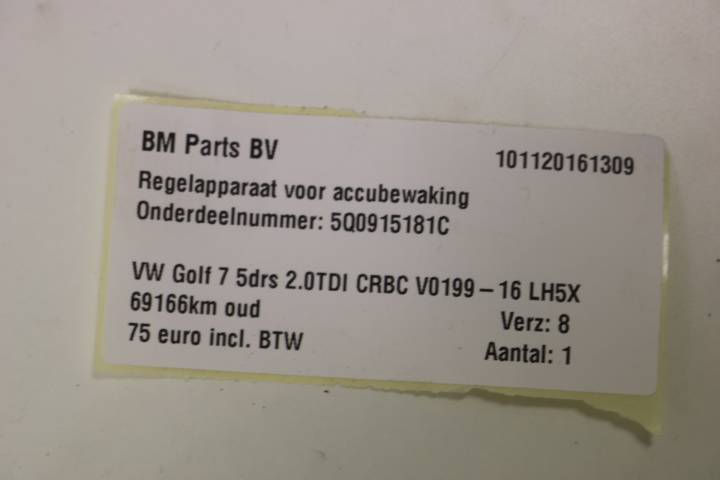 BM Parts BV 101120161309
Regelapparaat voor accubewaking
Onderdeelnummer: 5Q0915181C
VW Golf 7 5drs 2.0TDI CRBC V0199-16 LH5X
69166km oud Verz: 8
75 euro incl. BTW Aantal: 1